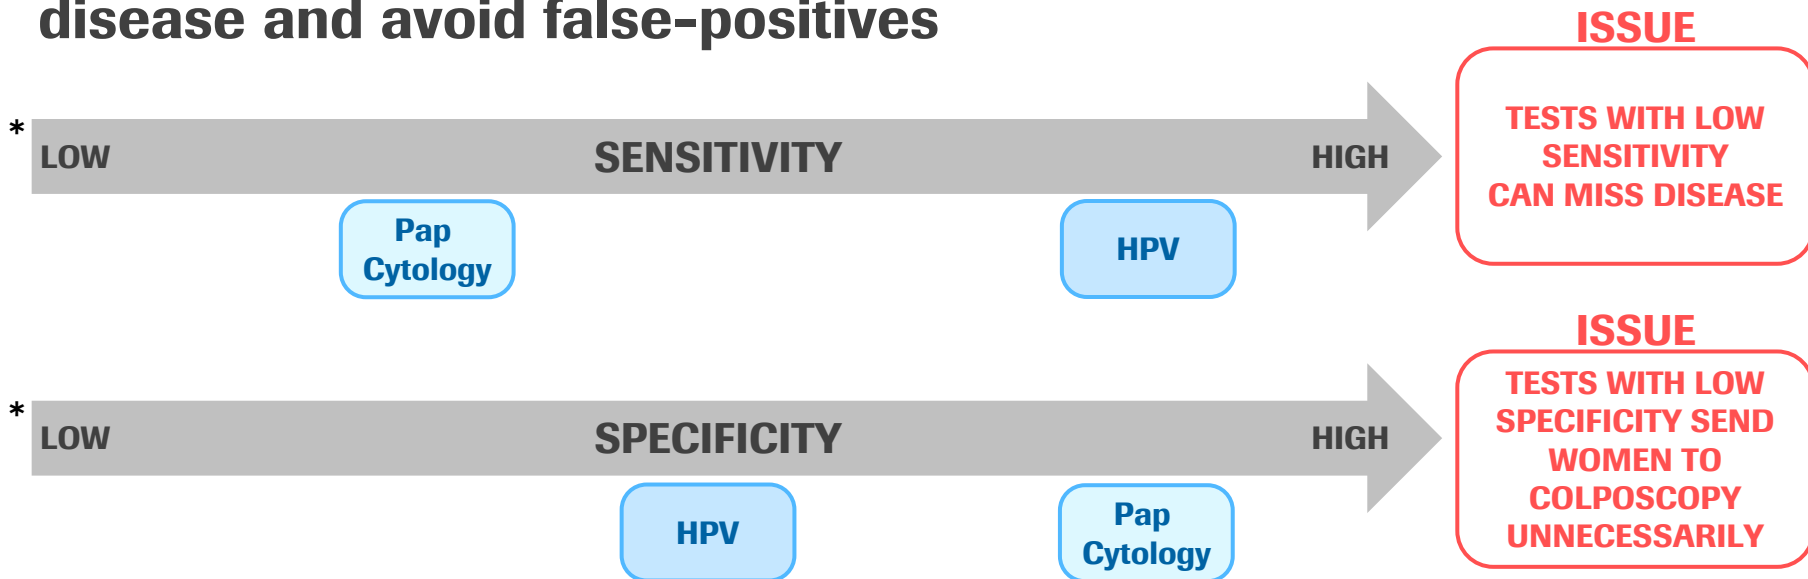 disease and avoid false-positives
ISSUE
*
LOW SENSITIVITY HIGH
TESTS WITH LOW
SENSITIVITY
CAN MISS DISEASE
Pap
Cytology
HPV
ISSUE
*
LOW SPECIFICITY HIGH
TESTS WITH LOW
SPECIFICITY SEND
WOMEN TO
COLPOSCOPY
UNNECESSARILY
HPV
Pap
Cytology